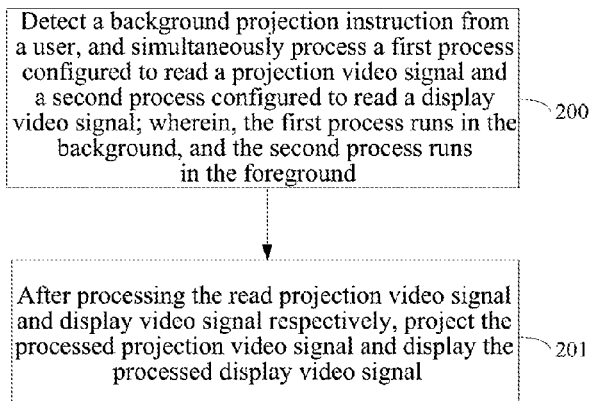 Detect a background projection instruction from
a user, and simultaneously process a first process
configured to read a projection video signal and
a second process configured to read a display
video signal; wherein, the first process runs in the
background, and the second process runs
in the foreground
200
After processing the read projection video signal
and display video signal respectively, project the
processed projection video signal and display the
processed display video signal
201